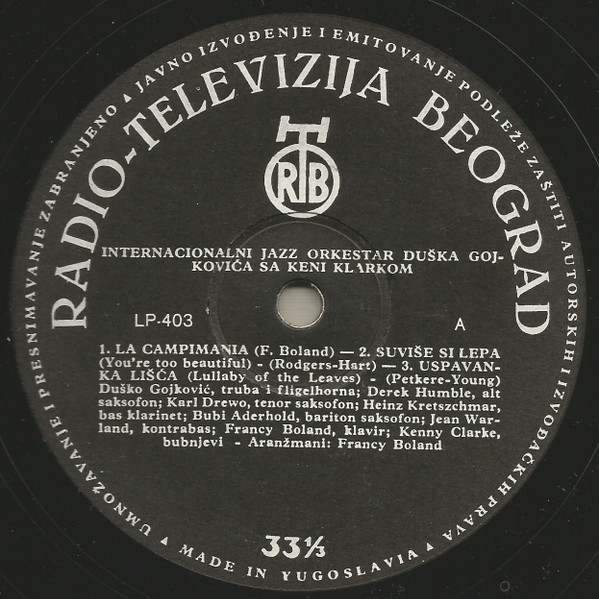 UMNOŽAVANJE I PRESNIMAVANJE ZABRANJENO ▲ JAVNO IZVOĐENJE I EMITOVANJE PODLEŽE ZAŠTITI AUTORSKIH I IZVOĐAČKIH PRAVA ▲
RADIO-TELEVIZIJA BEOGRAD
RTB
INTERNACIONALNI JAZZ ORKESTAR DUŠKA GOJ-
KOVIĆA SA KENI KLARKOM
LP-403 A
1. LA CAMPIMANIA (F. Boland) — 2. SUVIŠE SI LEPA
(You're too beautiful) - (Rodgers-Hart) — 3. USPAVAN-
KA LIŠĆA (Lullaby of the Leaves) - (Petkere-Young)
Duško Gojković, truba i fligelhorna; Derek Humble, alt
saksofon; Karl Drewo, tenor saksofon; Heinz Kretszchmar,
bas klarinet; Bubi Aderhold, bariton saksofon; Jean War-
land, kontrabas; Francy Boland, klavir; Kenny Clarke,
bubnjevi - Aranžmani: Francy Boland
33⅓
▲ MADE IN YUGOSLAVIA ▲